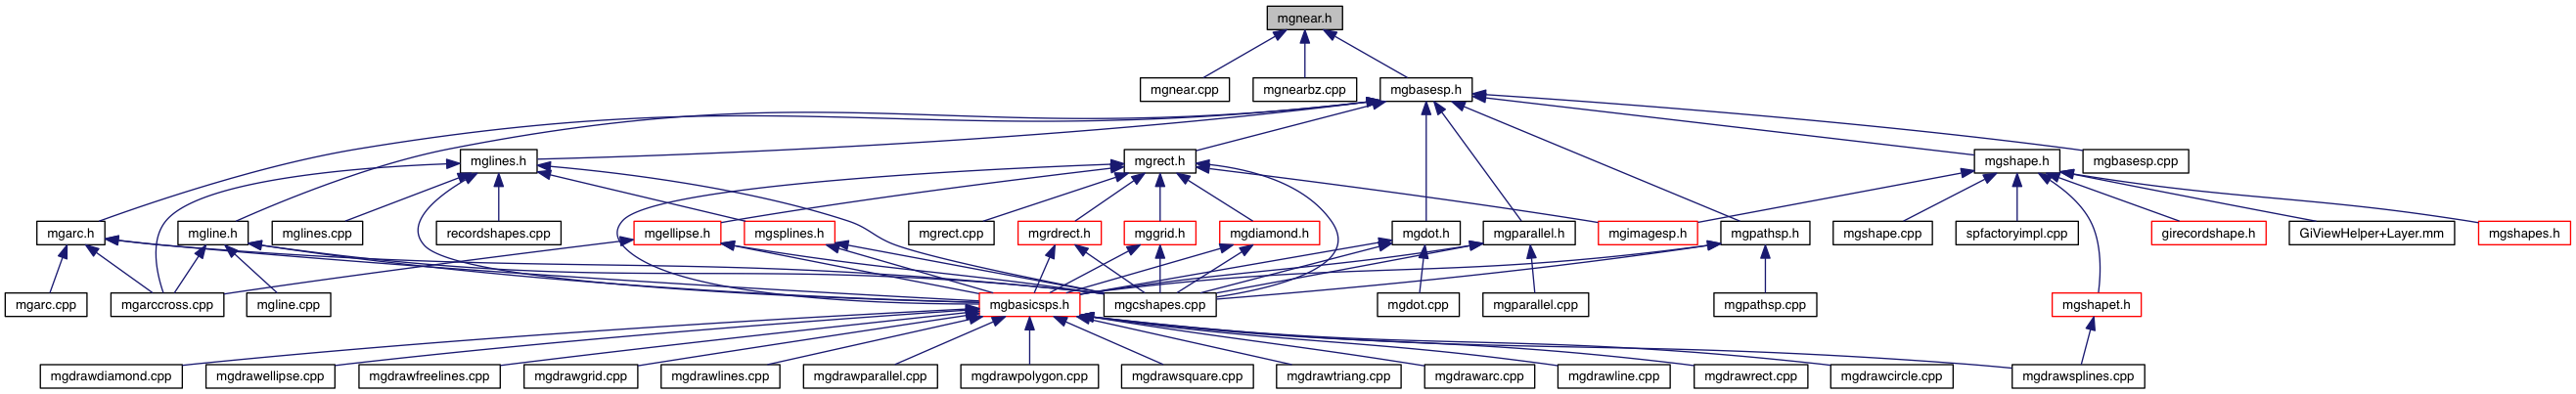 mgnear.h
mgnear.cpp
mgnearbz.cpp
mgbasesp.h
mglines.h
mgrect.h
mgshape.h
mgbasesp.cpp
mgarc.h
mgline.h
mglines.cpp
recordshapes.cpp
mgellipse.h
mgsplines.h
mgrect.cpp
mgrdrect.h
mggrid.h
mgdiamond.h
mgdot.h
mgparallel.h
mgimagesp.h
mgpathsp.h
mgshape.cpp
spfactoryimpl.cpp
girecordshape.h
GiViewHelper+Layer.mm
mgshapes.h
mgarc.cpp
mgarccross.cpp
mgline.cpp
mgbasicsps.h
mgcshapes.cpp
mgdot.cpp
mgparallel.cpp
mgpathsp.cpp
mgshapet.h
mgdrawdiamond.cpp
mgdrawellipse.cpp
mgdrawfreelines.cpp
mgdrawgrid.cpp
mgdrawlines.cpp
mgdrawparallel.cpp
mgdrawpolygon.cpp
mgdrawsquare.cpp
mgdrawtriang.cpp
mgdrawarc.cpp
mgdrawline.cpp
mgdrawrect.cpp
mgdrawcircle.cpp
mgdrawsplines.cpp